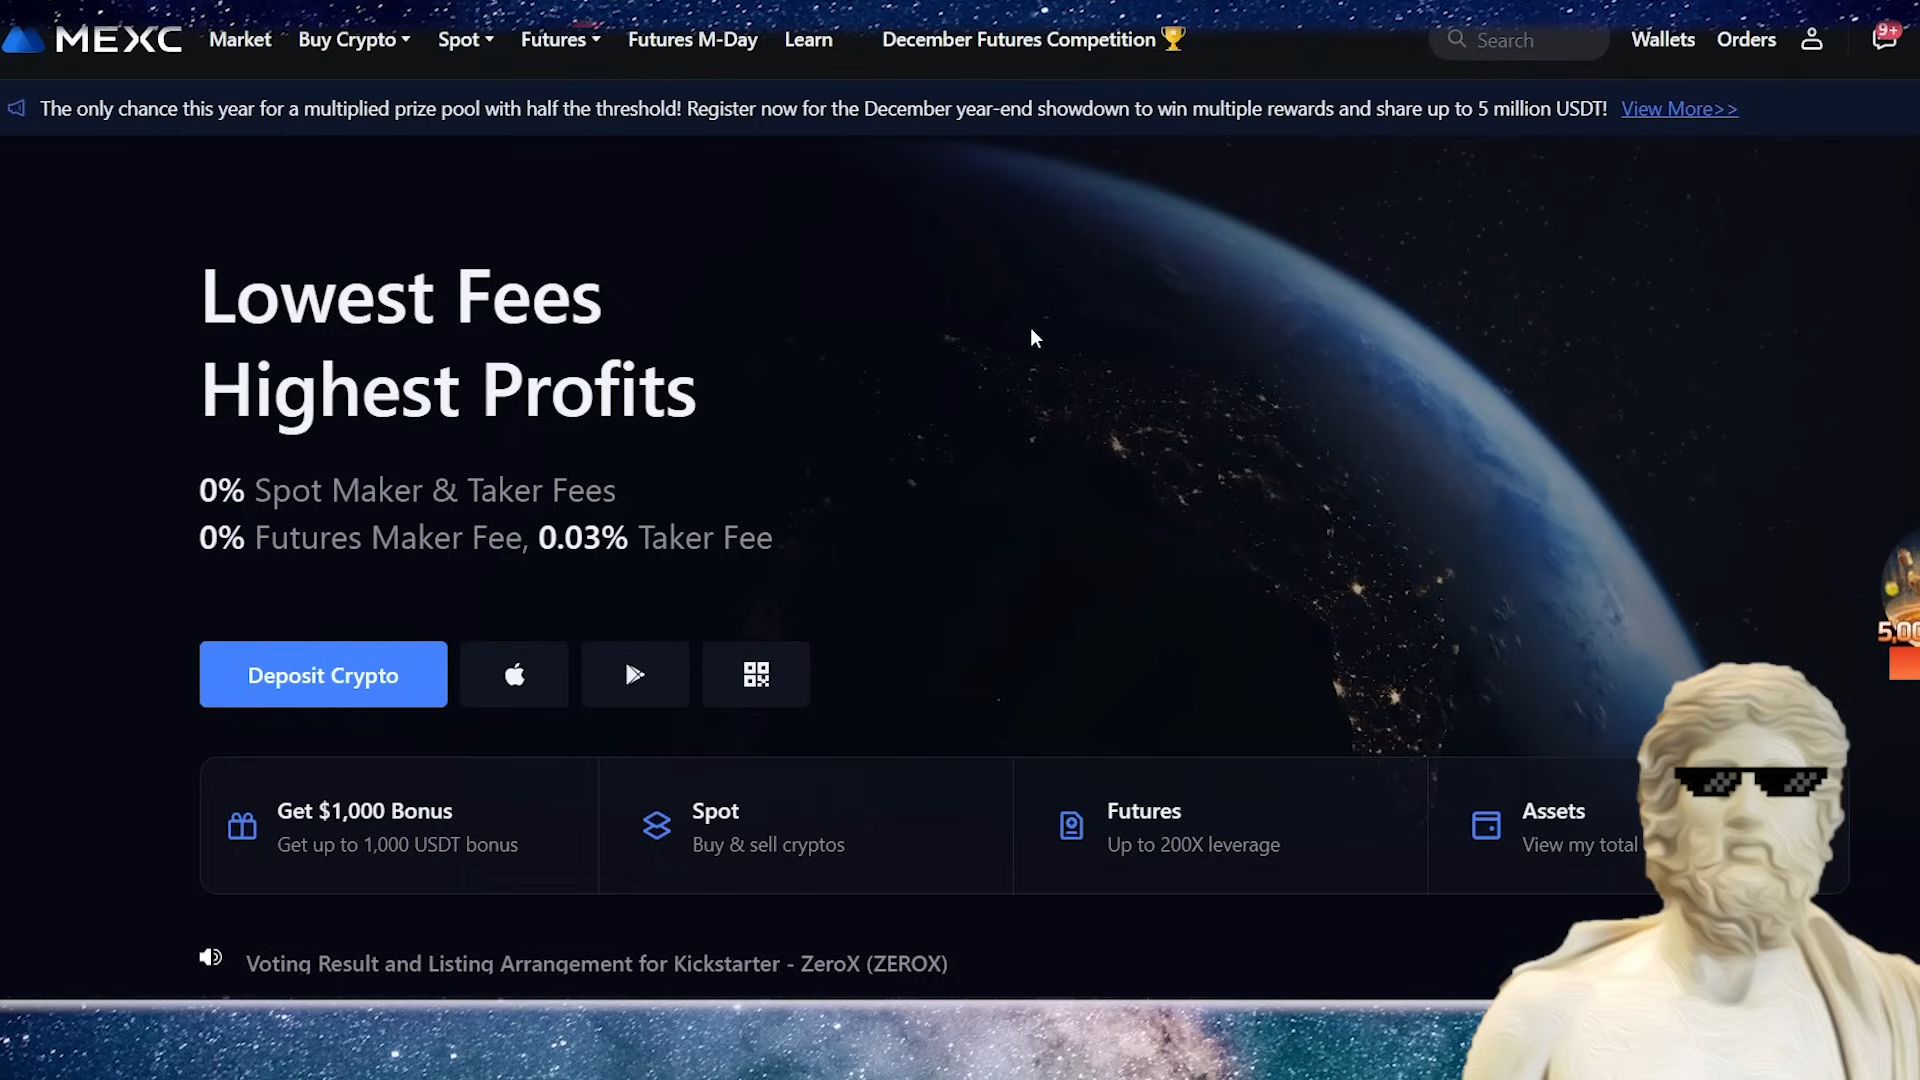 MEXC Market Buy Crypto Spot Futures Futures M-Day Learn December Futures Competition Search Wallets Orders 9+
The only chance this year for a multiplied prize pool with half the threshold! Register now for the December year-end showdown to win multiple rewards and share up to 5 million USDT! View More>>
Lowest Fees
Highest Profits
0% Spot Maker & Taker Fees
0% Futures Maker Fee, 0.03% Taker Fee
5,00
Deposit Crypto
Get $1,000 Bonus
Get up to 1,000 USDT bonus
Spot
Buy & sell cryptos
Futures
Up to 200X leverage
Assets
View my total
Voting Result and Listing Arrangement for Kickstarter - ZeroX (ZEROX)